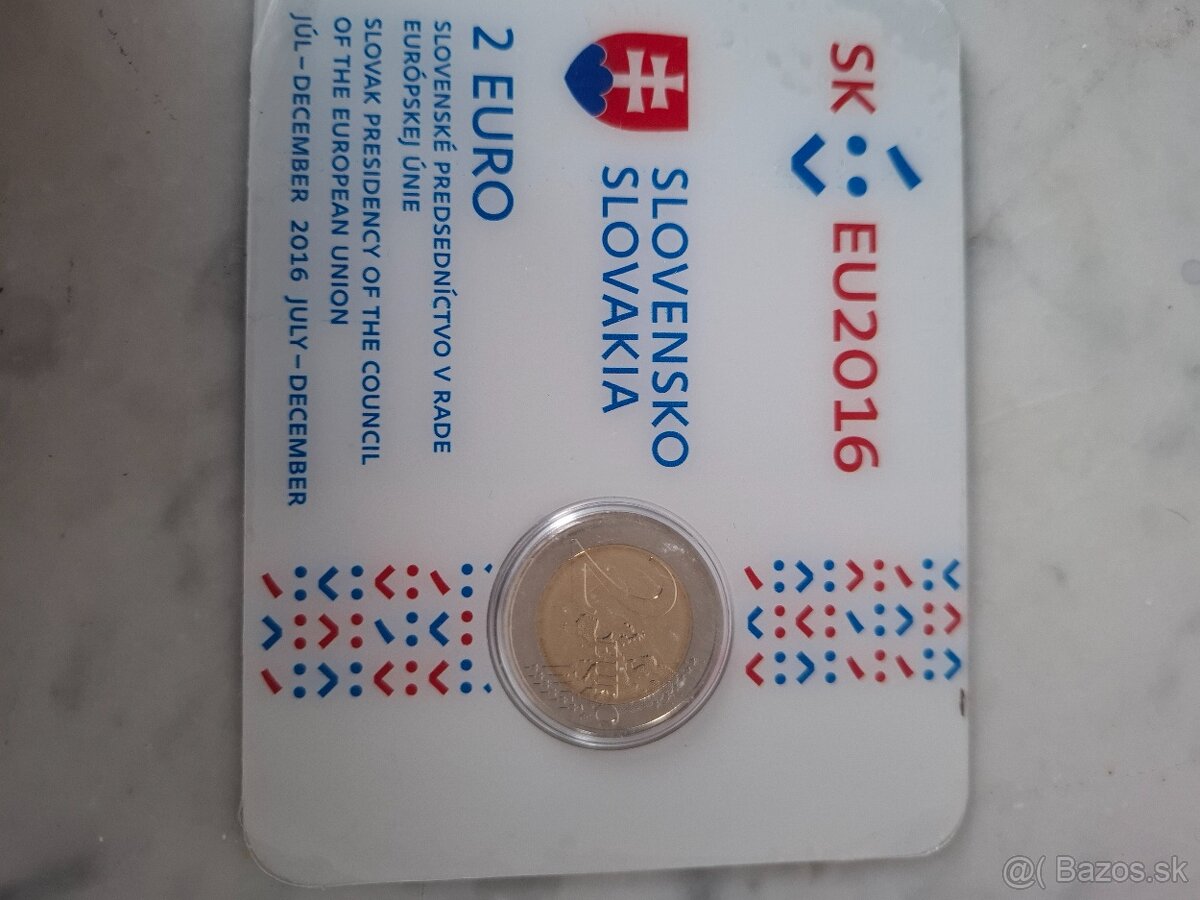 SK EU2016
SLOVENSKO
SLOVAKIA
2 EURO
SLOVENSKÉ PREDSEDNÍCTVO V RADE
EURÓPSKEJ ÚNIE
SLOVAK PRESIDENCY OF THE COUNCIL
OF THE EUROPEAN UNION
JÚL–DECEMBER 2016 JULY–DECEMBER
@( Bazos.sk